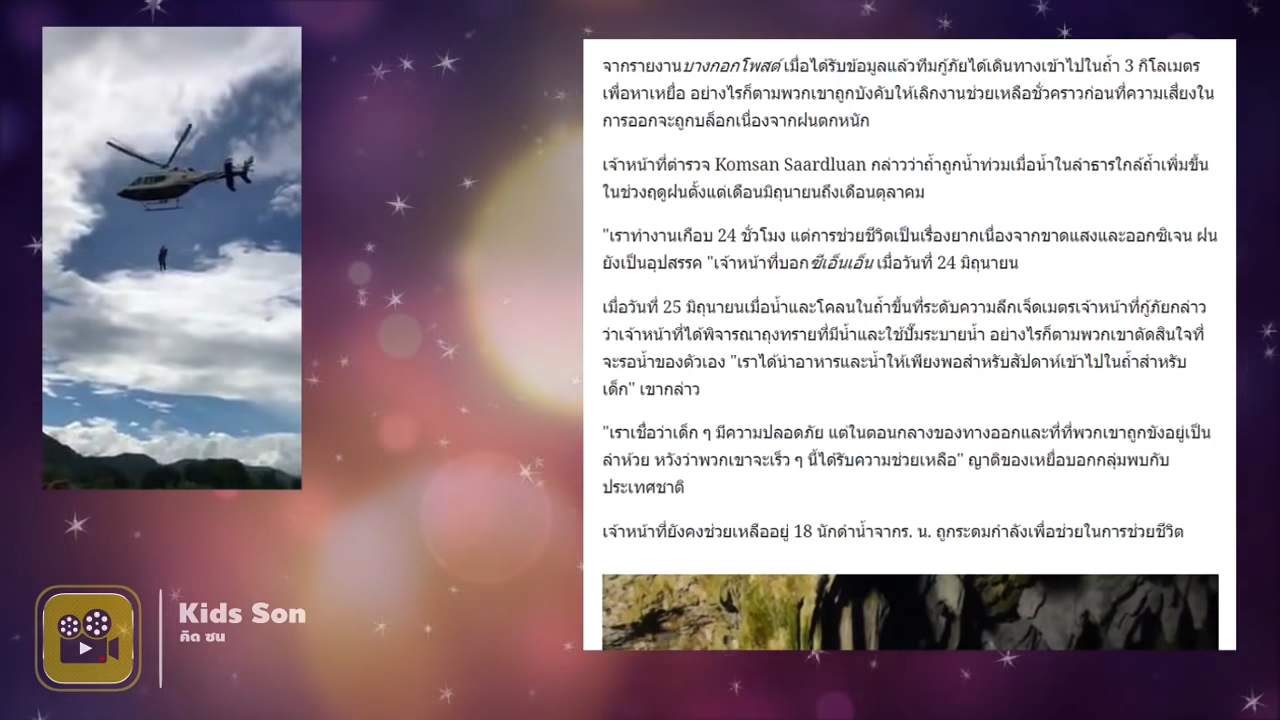 จากรายงานบางกอกโพสต์ เมื่อได้รับข้อมูลแล้วทีมกู้ภัยได้เดินทางเข้าไปในถ้ำ 3 กิโลเมตร
เพื่อหาเหยื่อ อย่างไรก็ตามพวกเขาถูกบังคับให้เลิกงานช่วยเหลือชั่วคราวก่อนที่ความเสี่ยงใน
การออกจะถูกบล็อกเนื่องจากฝนตกหนัก
เจ้าหน้าที่ตำรวจ Komsan Saardluan กล่าวว่าถ้ำถูกน้ำท่วมเมื่อน้ำในลำธารใกล้ถ้ำเพิ่มขึ้น
ในช่วงฤดูฝนตั้งแต่เดือนมิถุนายนถึงเดือนตุลาคม
"เราทำงานเกือบ 24 ชั่วโมง แต่การช่วยชีวิตเป็นเรื่องยากเนื่องจากขาดแสงและออกซิเจน ฝน
ยังเป็นอุปสรรค "เจ้าหน้าที่บอกซีเอ็นเอ็น เมื่อวันที่ 24 มิถุนายน
เมื่อวันที่ 25 มิถุนายนเมื่อน้ำและโคลนในถ้ำขึ้นที่ระดับความลึกเจ็ดเมตรเจ้าหน้าที่กู้ภัยกล่าว
ว่าเจ้าหน้าที่ได้พิจารณาถุงทรายที่มีน้ำและใช้ปั๊มระบายน้ำ อย่างไรก็ตามพวกเขาตัดสินใจที่
จะรอน้ำของตัวเอง "เราได้นำอาหารและน้ำให้เพียงพอสำหรับสัปดาห์เข้าไปในถ้ำสำหรับ
เด็ก" เขากล่าว
"เราเชื่อว่าเด็ก ๆ มีความปลอดภัย แต่ในตอนกลางของทางออกและที่ที่พวกเขาถูกขังอยู่เป็น
ลำห้วย หวังว่าพวกเขาจะเร็ว ๆ นี้ได้รับความช่วยเหลือ" ญาติของเหยื่อบอกกลุ่มพบกับ
ประเทศชาติ
เจ้าหน้าที่ยังคงช่วยเหลืออยู่ 18 นักดำน้ำจากร. น. ถูกระดมกำลังเพื่อช่วยในการช่วยชีวิต
Kids Son
คิด ซน